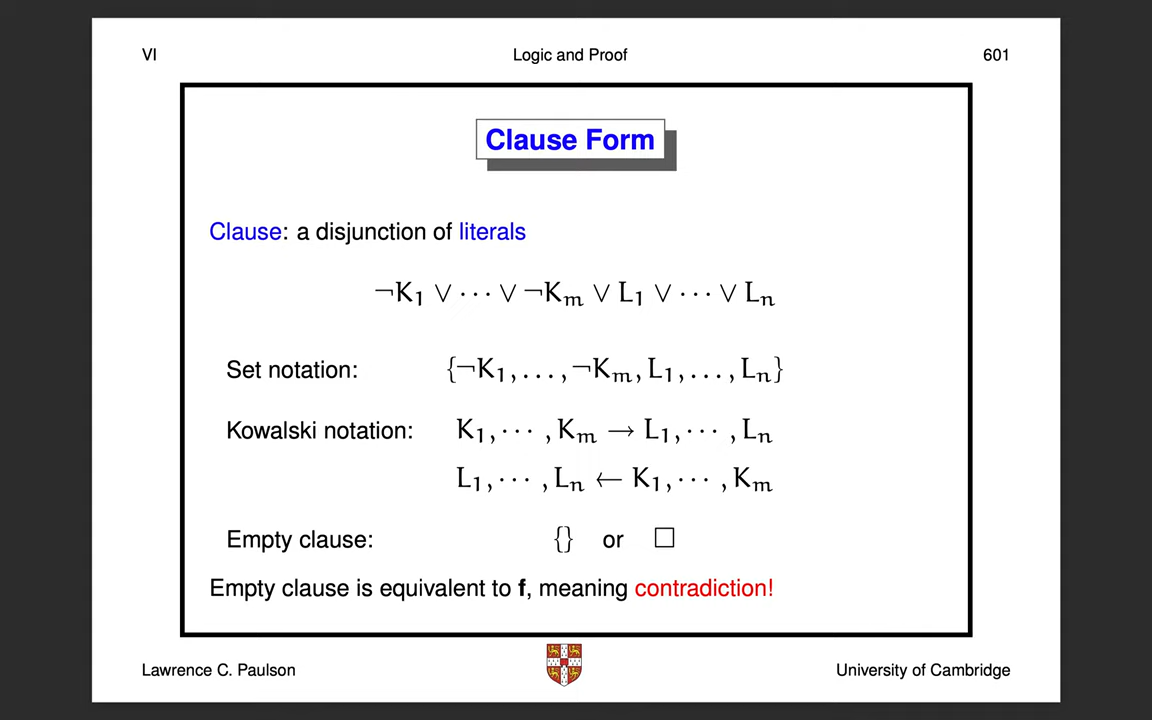 VI Logic and Proof 601
Clause Form
Clause: a disjunction of literals
¬K₁ ∨ ⋯ ∨ ¬Kₘ ∨ L₁ ∨ ⋯ ∨ Lₙ
Set notation: {¬K₁, …, ¬Kₘ, L₁, …, Lₙ}
Kowalski notation: K₁, ⋯ , Kₘ → L₁, ⋯ , Lₙ
L₁, ⋯ , Lₙ ← K₁, ⋯ , Kₘ
Empty clause: {} or □
Empty clause is equivalent to f, meaning contradiction!
Lawrence C. Paulson University of Cambridge